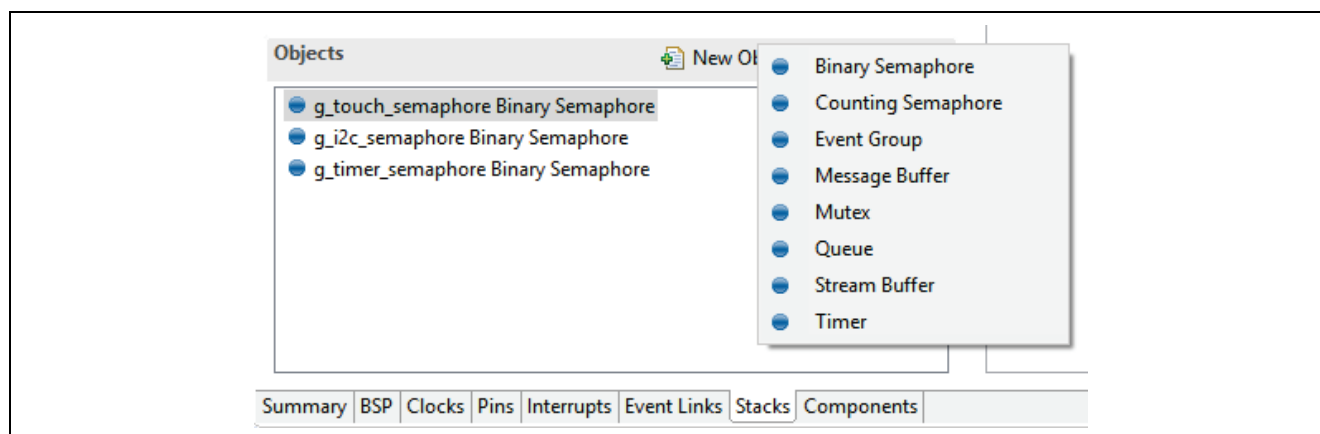 Objects
New Ob
g_touch_semaphore Binary Semaphore
g_i2c_semaphore Binary Semaphore
g_timer_semaphore Binary Semaphore
Binary Semaphore
Counting Semaphore
Event Group
Message Buffer
Mutex
Queue
Stream Buffer
Timer
Summary BSP Clocks Pins Interrupts Event Links Stacks Components